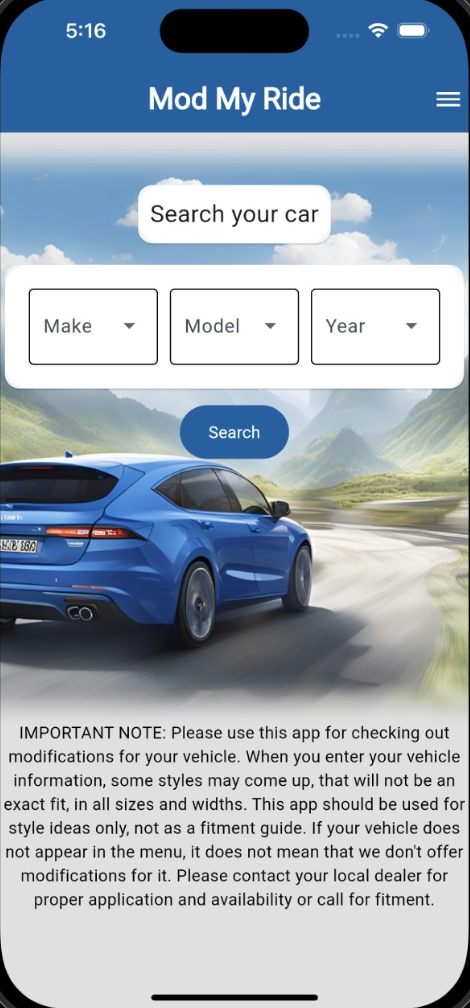 5:16
Mod My Ride
Search your car
Make Model Year
Search
IMPORTANT NOTE: Please use this app for checking out
modifications for your vehicle. When you enter your vehicle
information, some styles may come up, that will not be an
exact fit, in all sizes and widths. This app should be used for
style ideas only, not as a fitment guide. If your vehicle does
not appear in the menu, it does not mean that we don't offer
modifications for it. Please contact your local dealer for
proper application and availability or call for fitment.